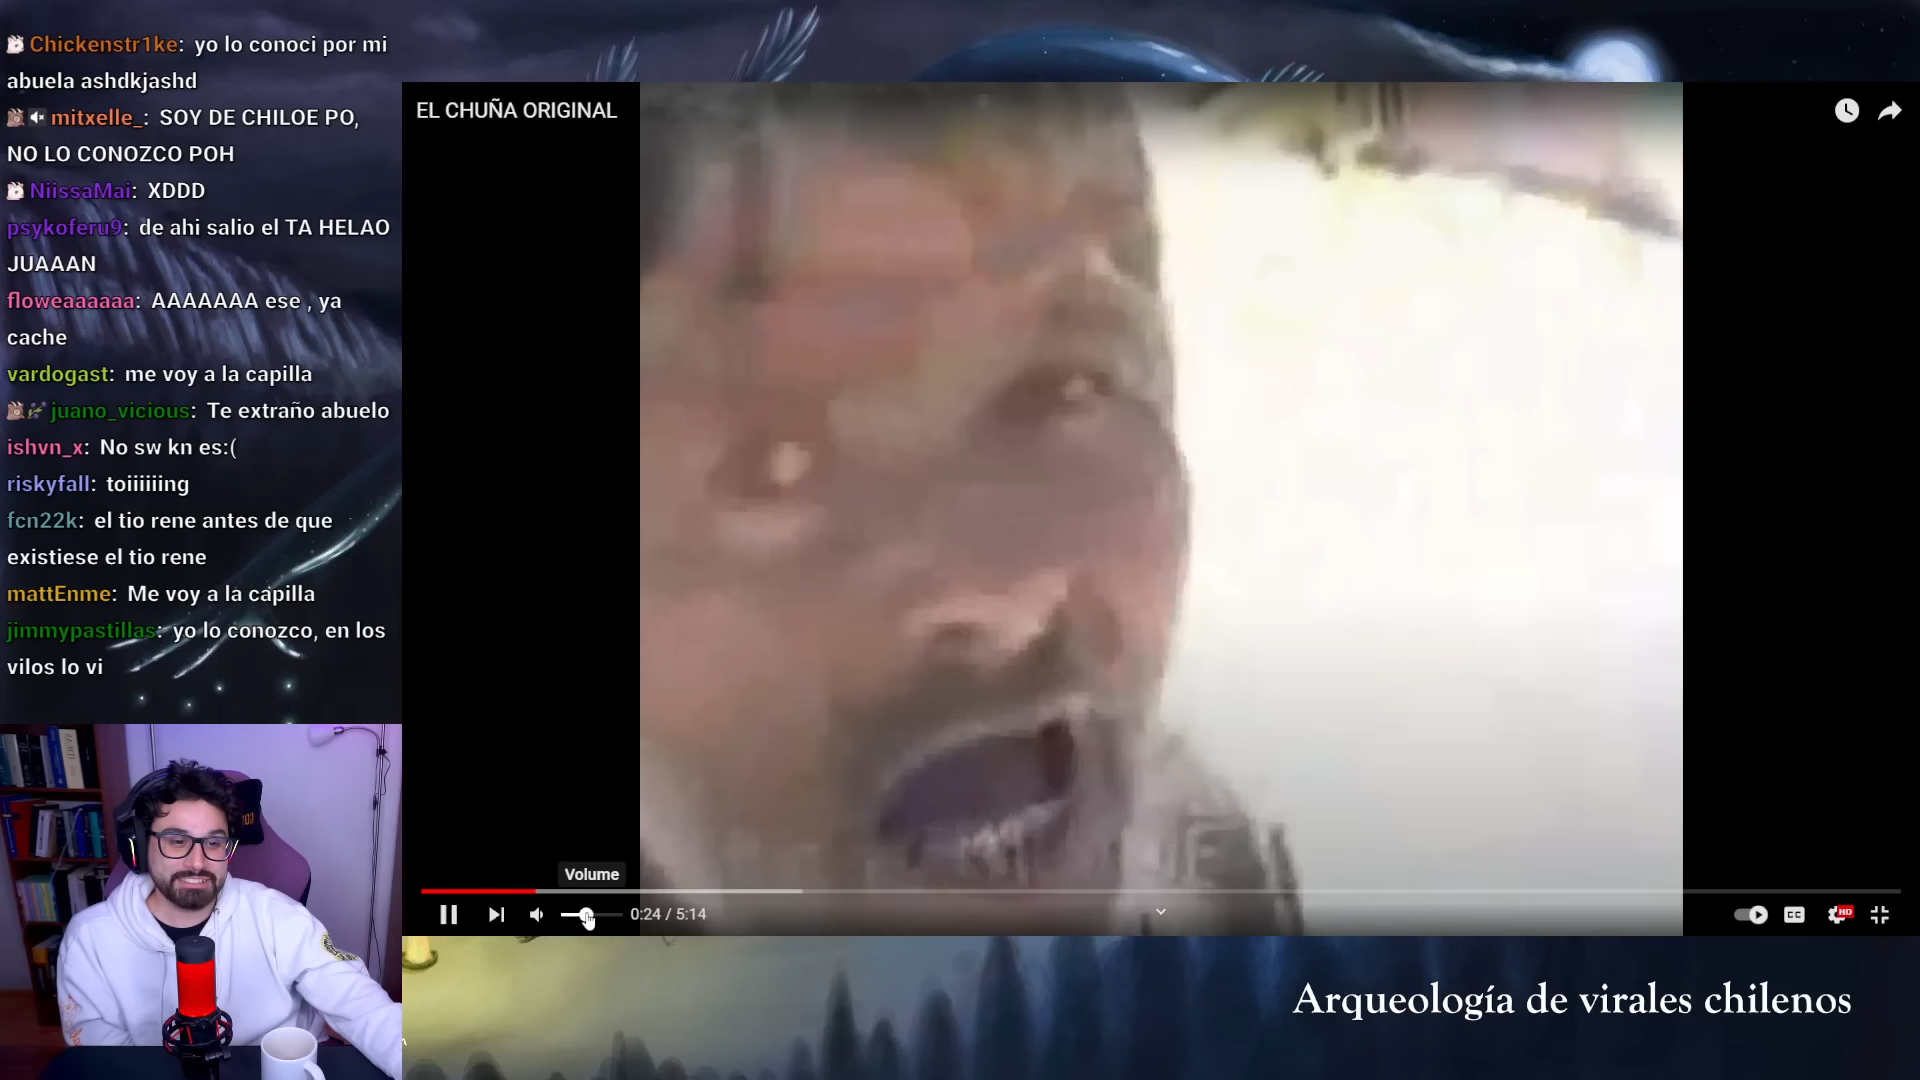 Chickenstr1ke: yo lo conoci por mi
abuela ashdkjashd
mitxelle_: SOY DE CHILOE PO,
NO LO CONOZCO POH
NiissaMai: XDDD
psykoferu9: de ahi salio el TA HELAO
JUAAAN
floweaaaaaa: AAAAAAA ese , ya
cache
vardogast: me voy a la capilla
juano_vicious: Te extraño abuelo
ishvn_x: No sw kn es:(
riskyfall: toiiiiiing
fcn22k: el tio rene antes de que
existiese el tio rene
mattEnme: Me voy a la capilla
jimmypastillas: yo lo conozco, en los
vilos lo vi
EL CHUÑA ORIGINAL
Volume
0:24 / 5:14
CC
HD
Arqueología de virales chilenos